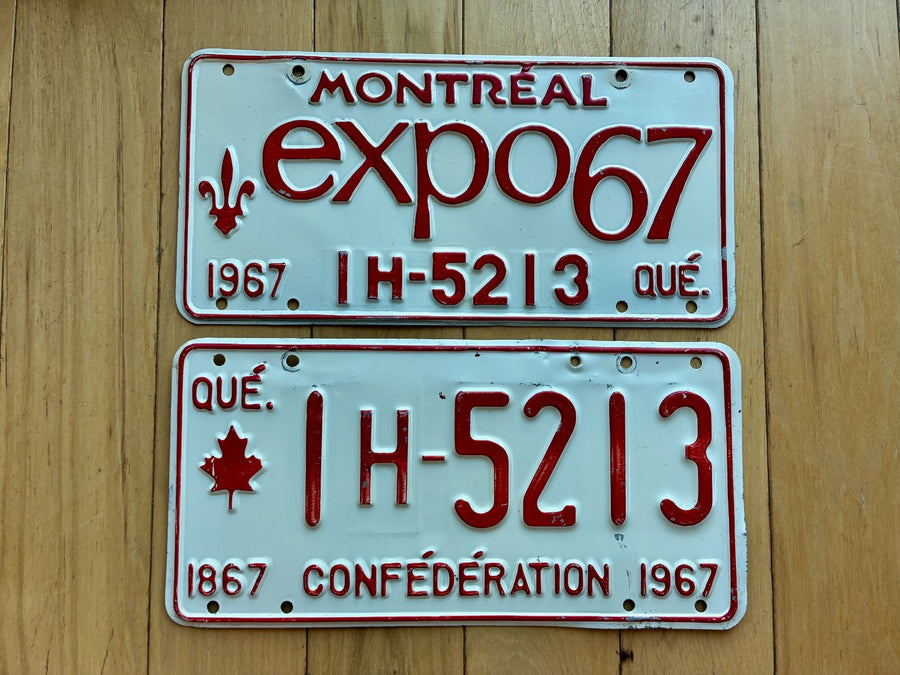 MONTRÉAL
expo67
1967 1H-5213 QUÉ.
QUÉ.
1H-5213
1867 CONFÉDÉRATION 1967